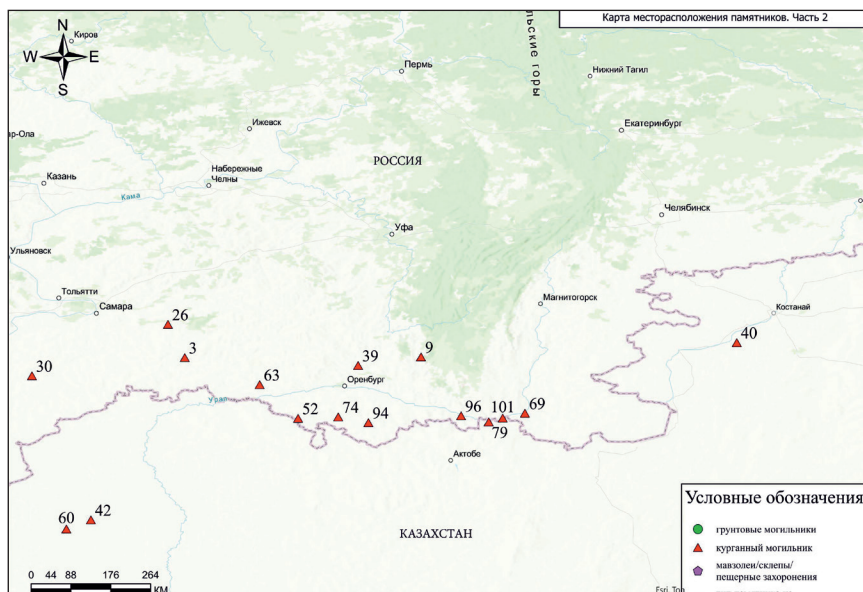 Карта месторасположения памятников. Часть 2
N
W E
S
Киров
Пермь
льские горы
Нижний Тагил
Ижевск
Екатеринбург
ар-Ола
РОССИЯ
Казань
Набережные
Челны
Кама
Челябинск
Уфа
Ульяновск
Тольятти
Самара
Магнитогорск
Костанай
26
3
30
63
39
9
40
Оренбург
Урал
52
74
94
96
101
79
69
Актобе
60
42
КАЗАХСТАН
Условные обозначения
грунтовые могильники
курганный могильник
мавзолеи/склепы/
пещерные захоронения
0 44 88 176 264
КМ